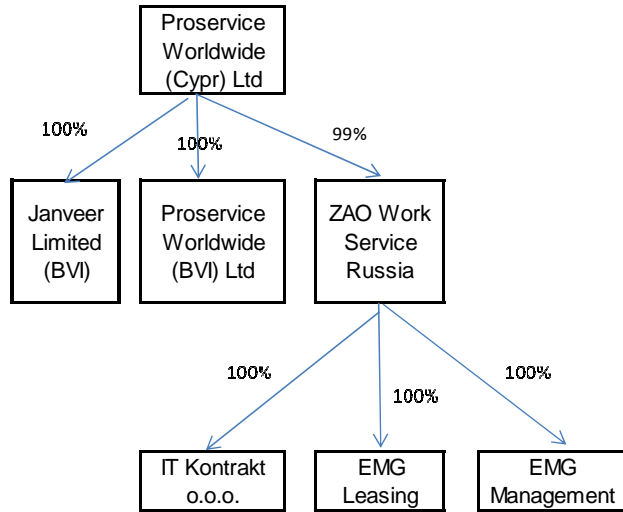 Proservice
Worldwide
(Cypr) Ltd
100%
100%
99%
Janveer
Limited
(BVI)
Proservice
Worldwide
(BVI) Ltd
ZAO Work
Service
Russia
100%
100%
100%
IT Kontrakt
o.o.o.
EMG
Leasing
EMG
Management